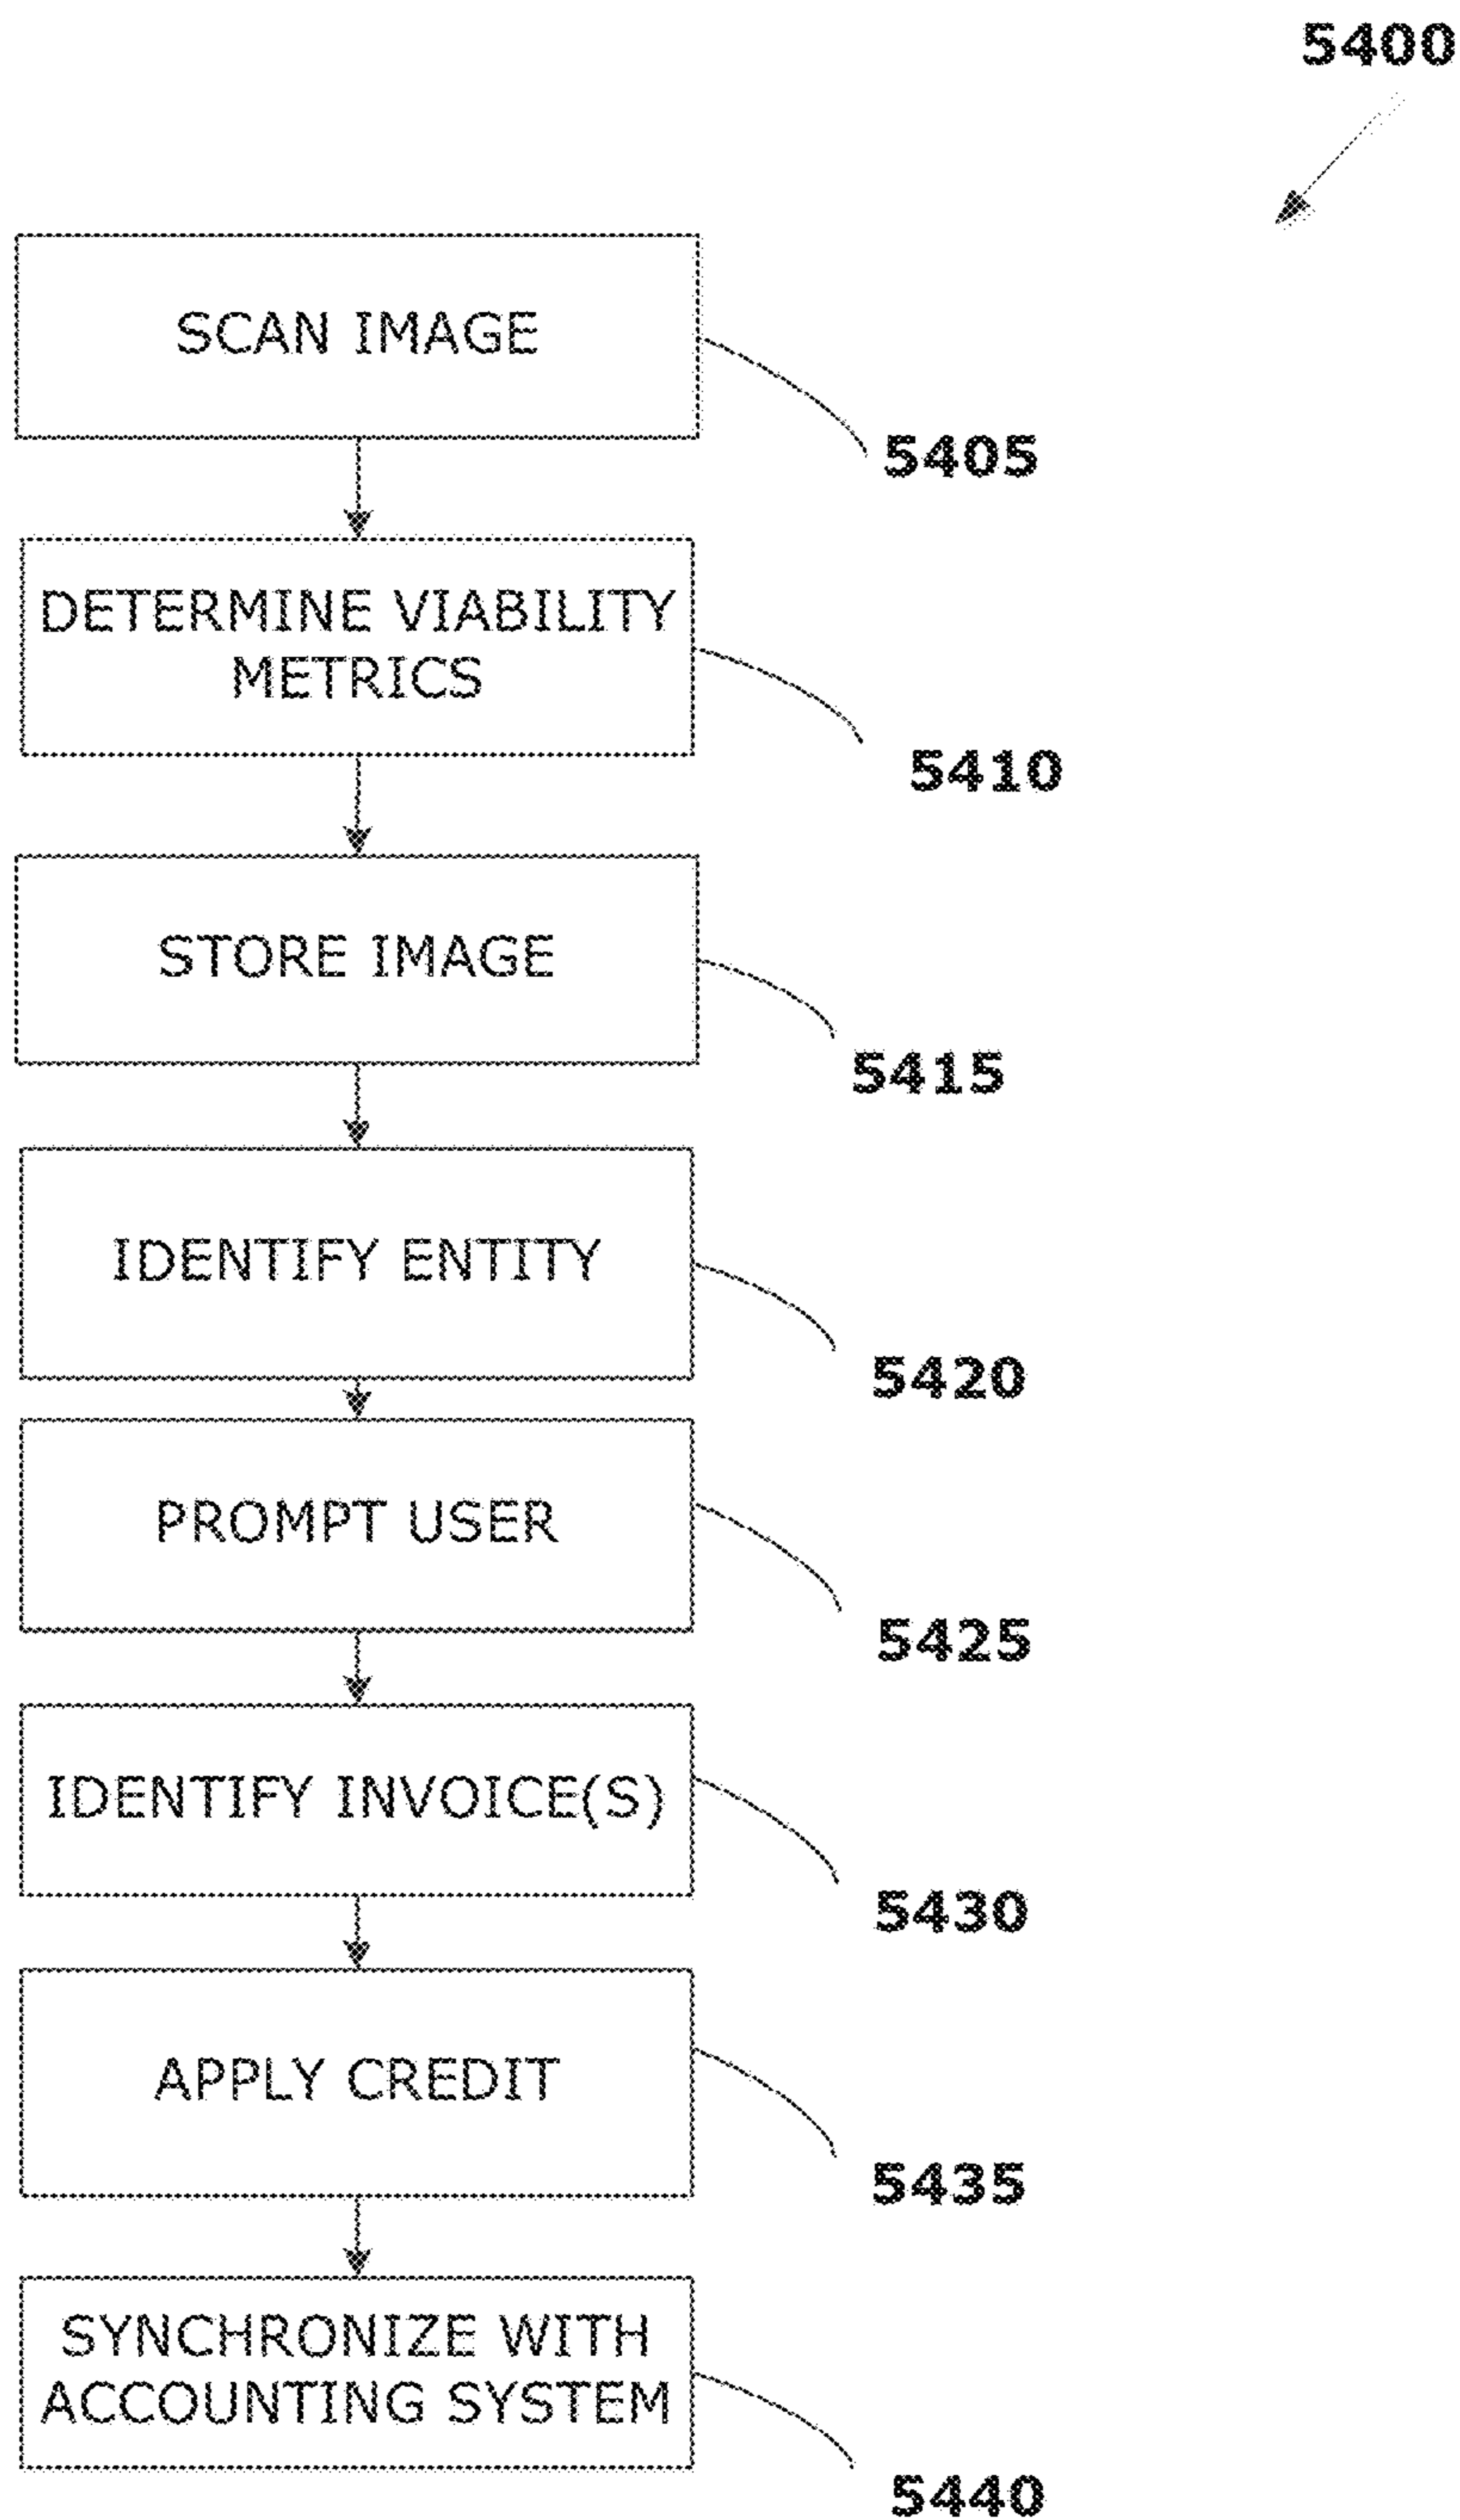 5400
SCAN IMAGE
5405
DETERMINE VIABILITY
METRICS
5410
STORE IMAGE
5415
IDENTIFY ENTITY
5420
PROMPT USER
5425
IDENTIFY INVOICE(S)
5430
APPLY CREDIT
5435
SYNCHRONIZE WITH
ACCOUNTING SYSTEM
5440